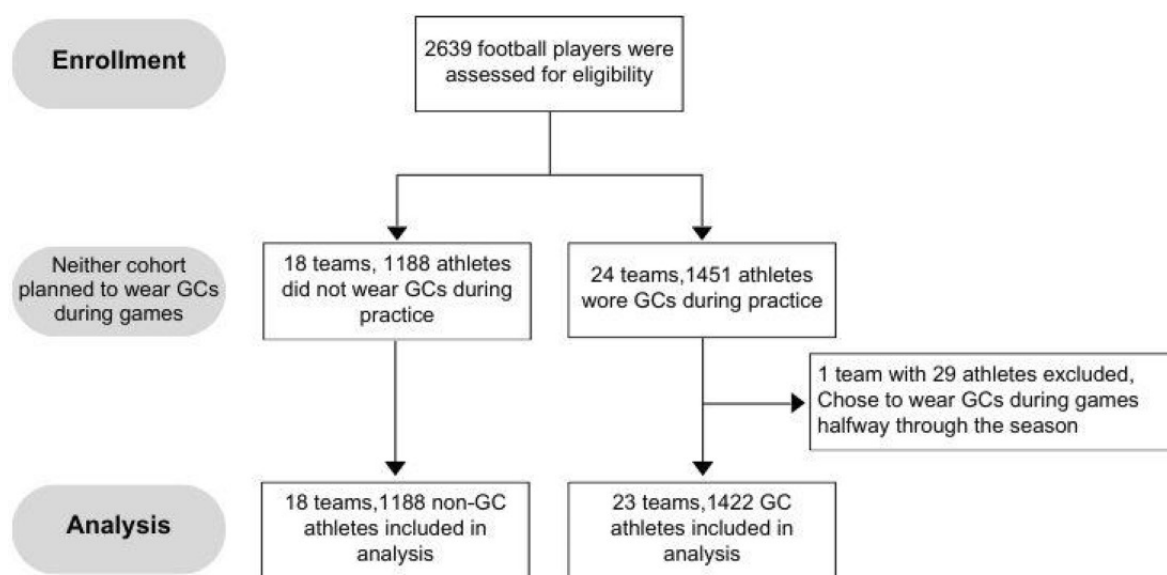 Enrollment
2639 football players were
assessed for eligibility
Neither cohort
planned to wear GCs
during games
18 teams, 1188 athletes
did not wear GCs during
practice
24 teams,1451 athletes
wore GCs during practice
1 team with 29 athletes excluded,
Chose to wear GCs during games
halfway through the season
Analysis
18 teams,1188 non-GC
athletes included in
analysis
23 teams,1422 GC
athletes included in
analysis